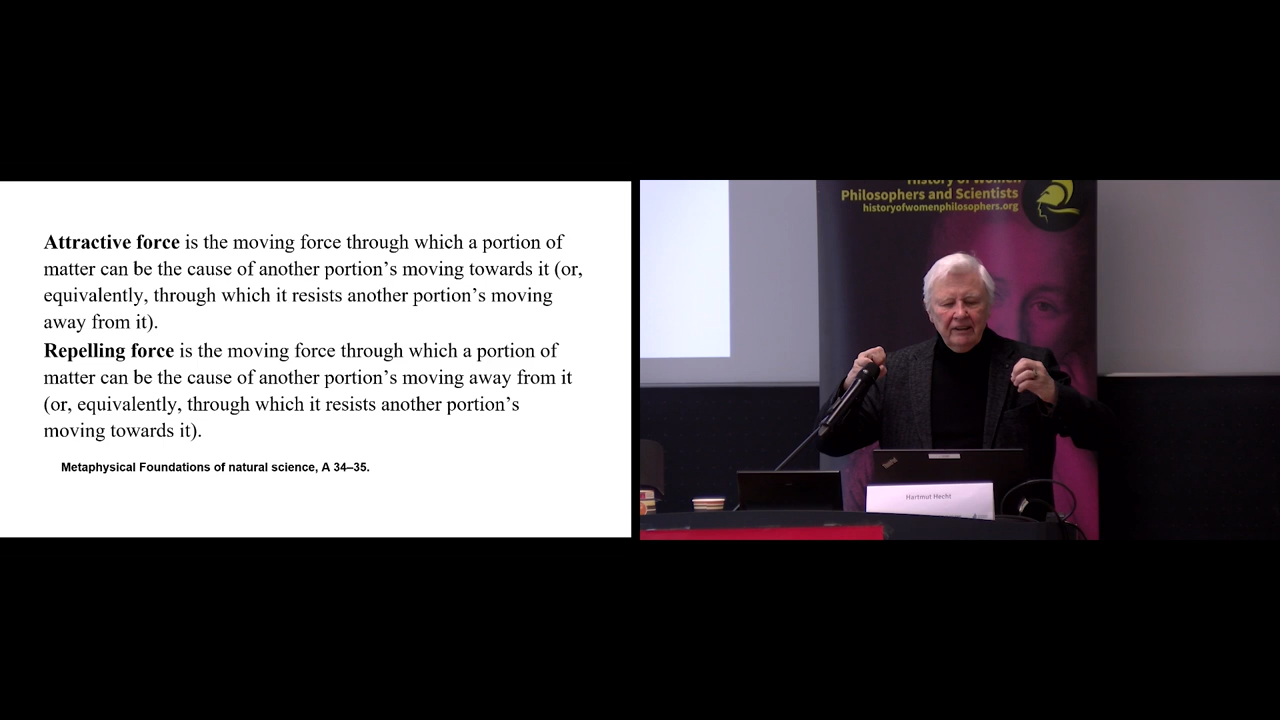 Attractive force is the moving force through which a portion of
matter can be the cause of another portion’s moving towards it (or,
equivalently, through which it resists another portion’s moving
away from it).
Repelling force is the moving force through which a portion of
matter can be the cause of another portion’s moving away from it
(or, equivalently, through which it resists another portion’s
moving towards it).
Metaphysical Foundations of natural science, A 34–35.
History of Women
Philosophers and Scientists
historyofwomenphilosophers.org
ThinkPad
Hartmut Hecht